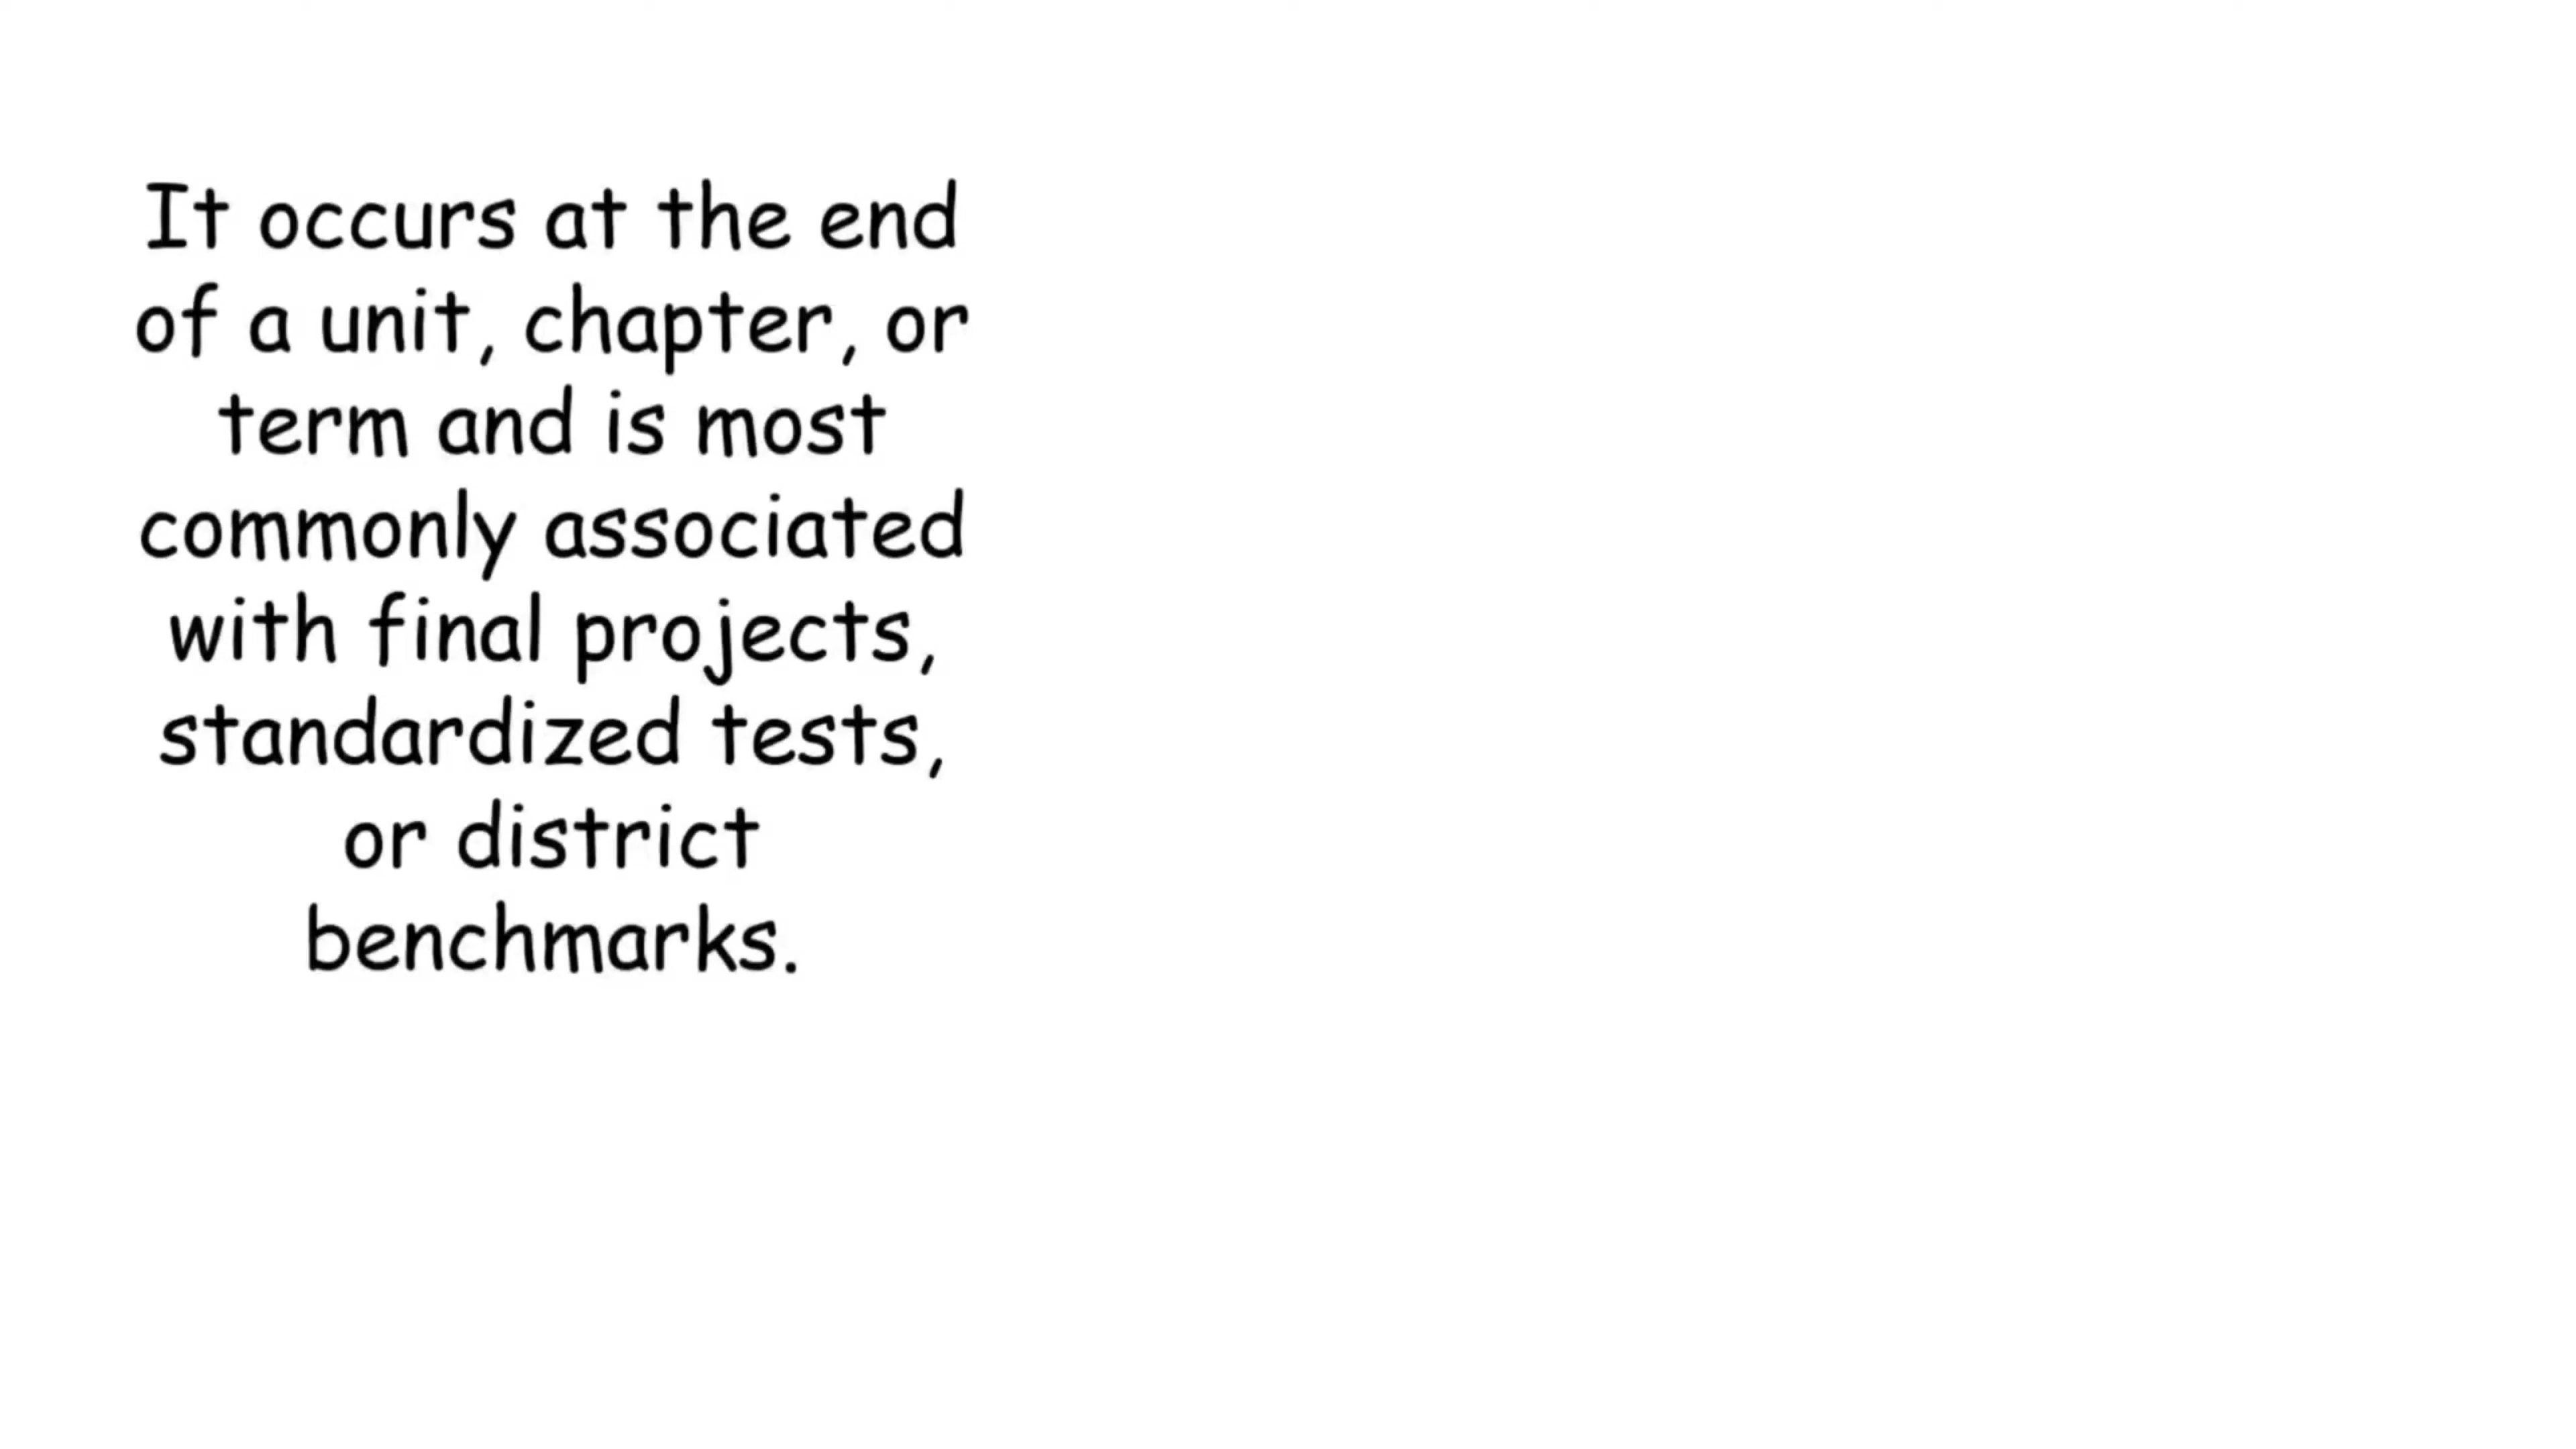 It occurs at the end
of a unit, chapter, or
term and is most
commonly associated
with final projects,
standardized tests,
or district
benchmarks.